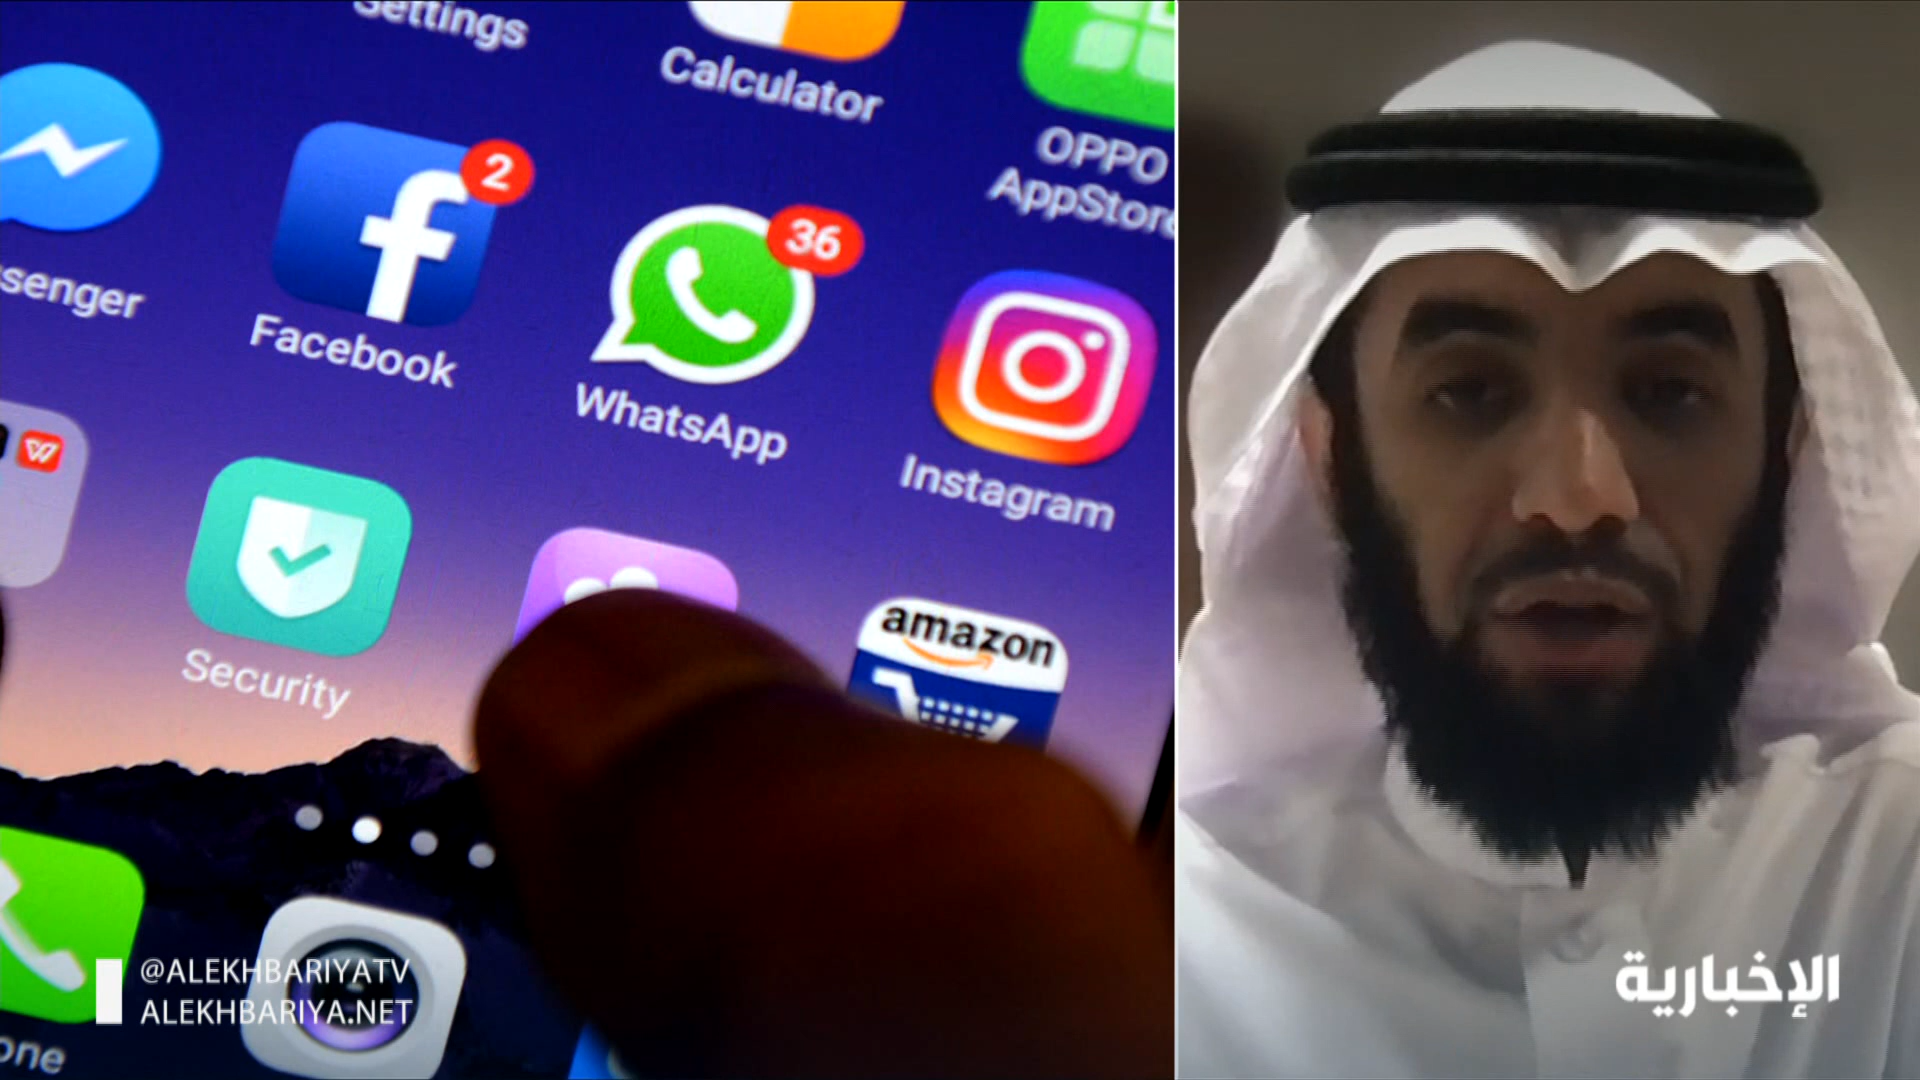 Settings
Calculator
OPPO
AppStore
senger
Facebook
2
WhatsApp
36
Instagram
Security
amazon
one
@ALEKHBARIYATV
ALEKHBARIYA.NET
الإخبارية